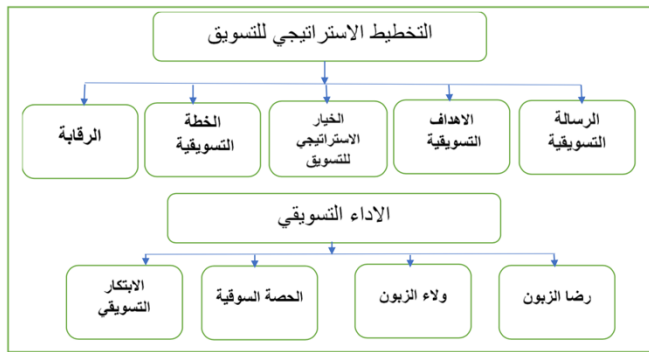 التخطيط الاستراتيجي للتسويق
الرسالة
التسويقية
الاهداف
التسويقية
الخيار
الاستراتيجي
للتسويق
الخطة
التسويقية
الرقابة
الاداء التسويقي
رضا الزبون
ولاء الزبون
الحصة السوقية
الابتكار
التسويقي